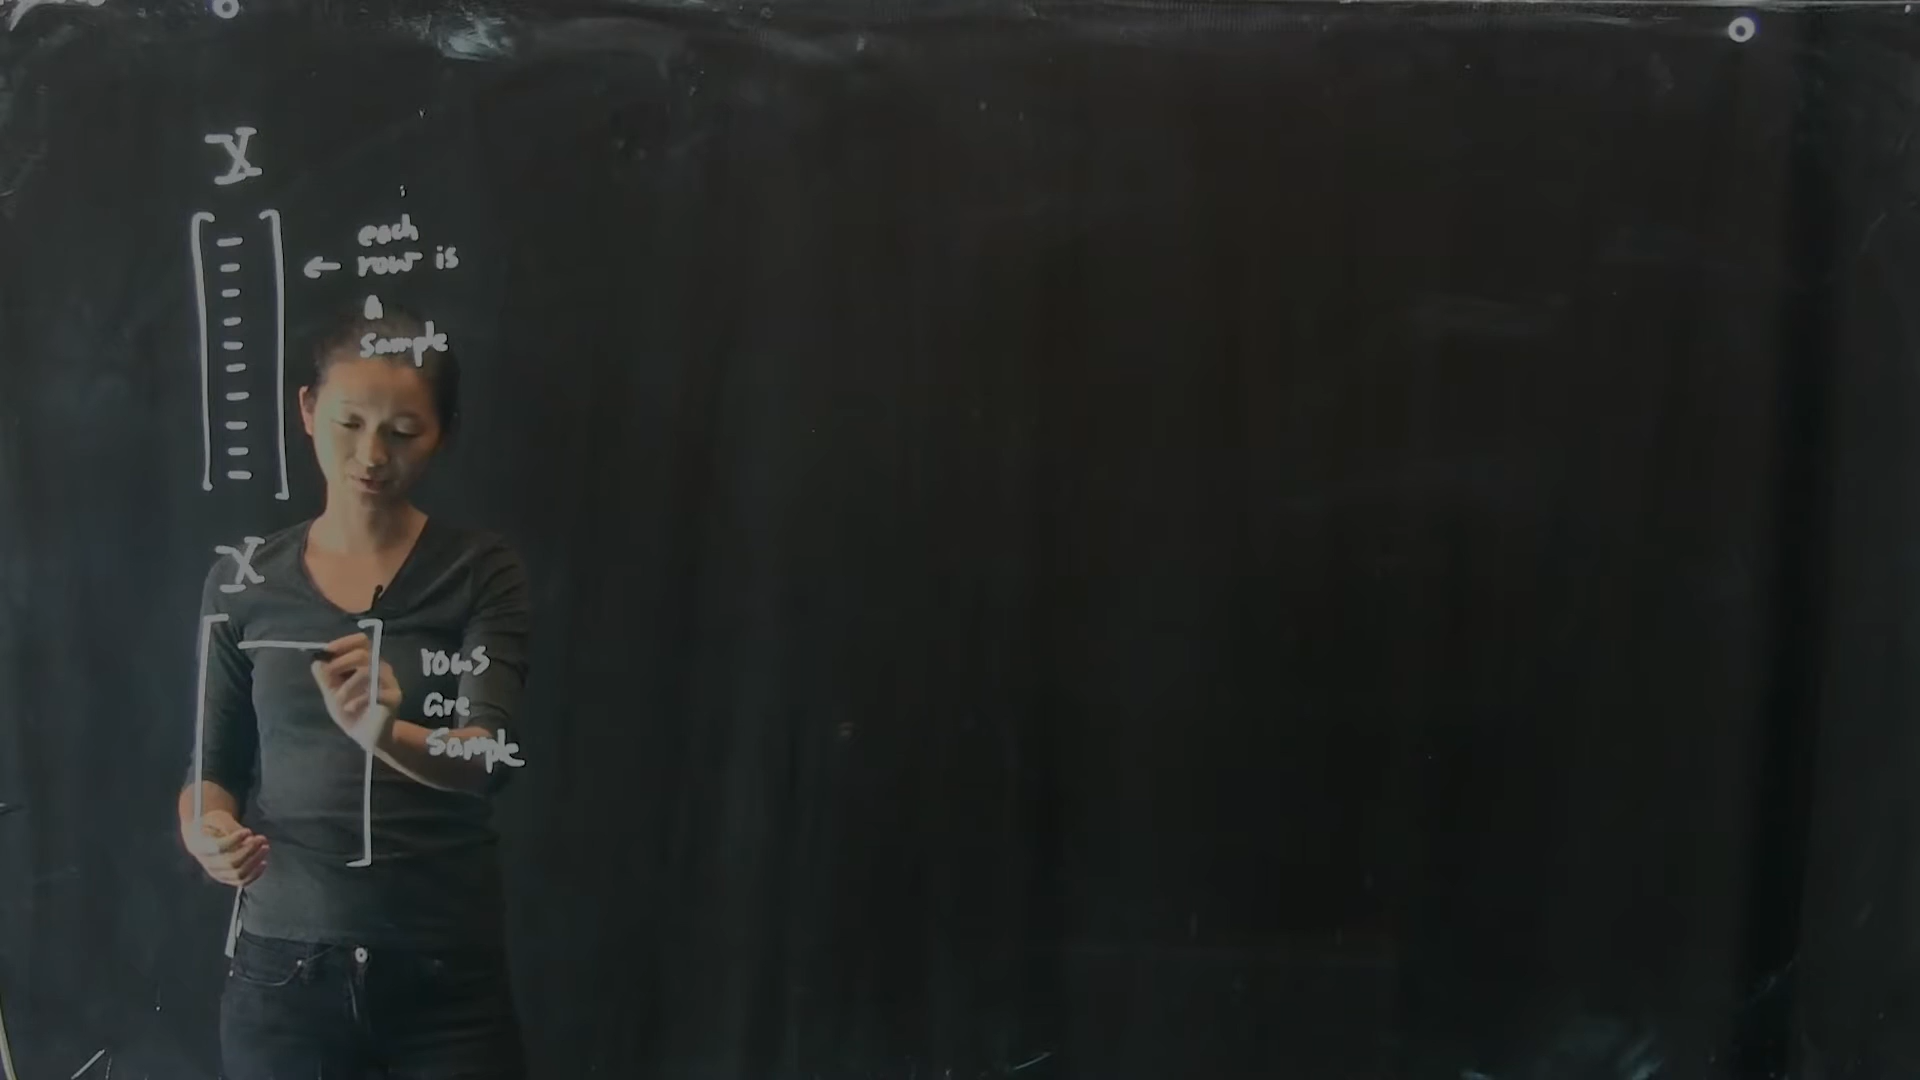 X
each
← row is
a
sample
X
rows
are
sample